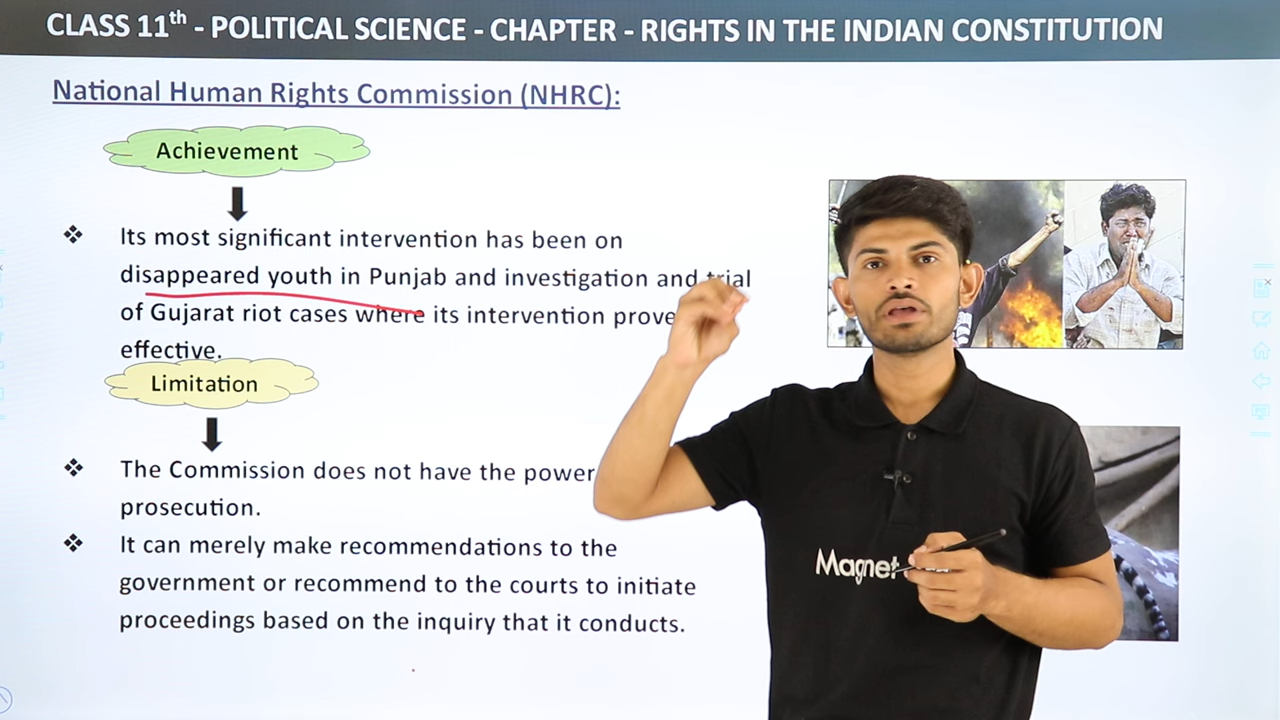 CLASS 11th - POLITICAL SCIENCE - CHAPTER - RIGHTS IN THE INDIAN CONSTITUTION
National Human Rights Commission (NHRC):
Achievement
❖ Its most significant intervention has been on
disappeared youth in Punjab and investigation and trial
of Gujarat riot cases where its intervention prove
effective.
Limitation
❖ The Commission does not have the power
prosecution.
❖ It can merely make recommendations to the
government or recommend to the courts to initiate
proceedings based on the inquiry that it conducts.
Magnet